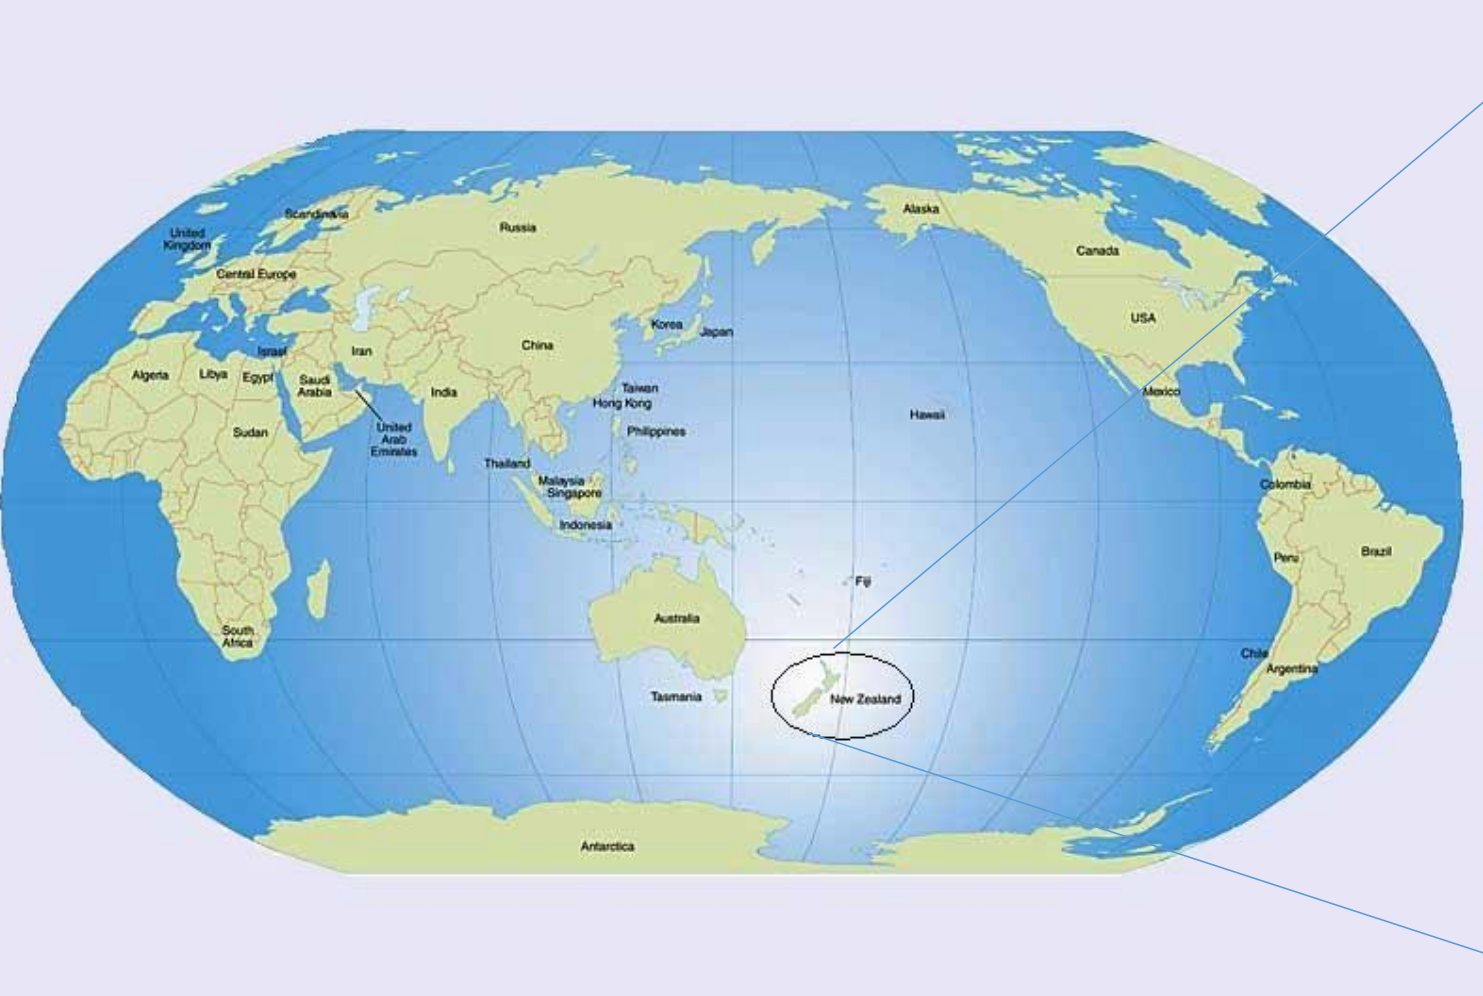 Alaska
Scandinavia
Russia
United
Kingdom
Canada
Central Europe
USA
Korea
Japan
China
Israel
Iran
Algeria
Libya
Egypt
Saudi
Arabia
India
Taiwan
Hong Kong
Mexico
Hawaii
Sudan
United
Arab
Emirates
Philippines
Thailand
Malaysia
Singapore
Colombia
Indonesia
Peru
Brazil
Fiji
Australia
South
Africa
Chile
Argentina
Tasmania
New Zealand
Antarctica